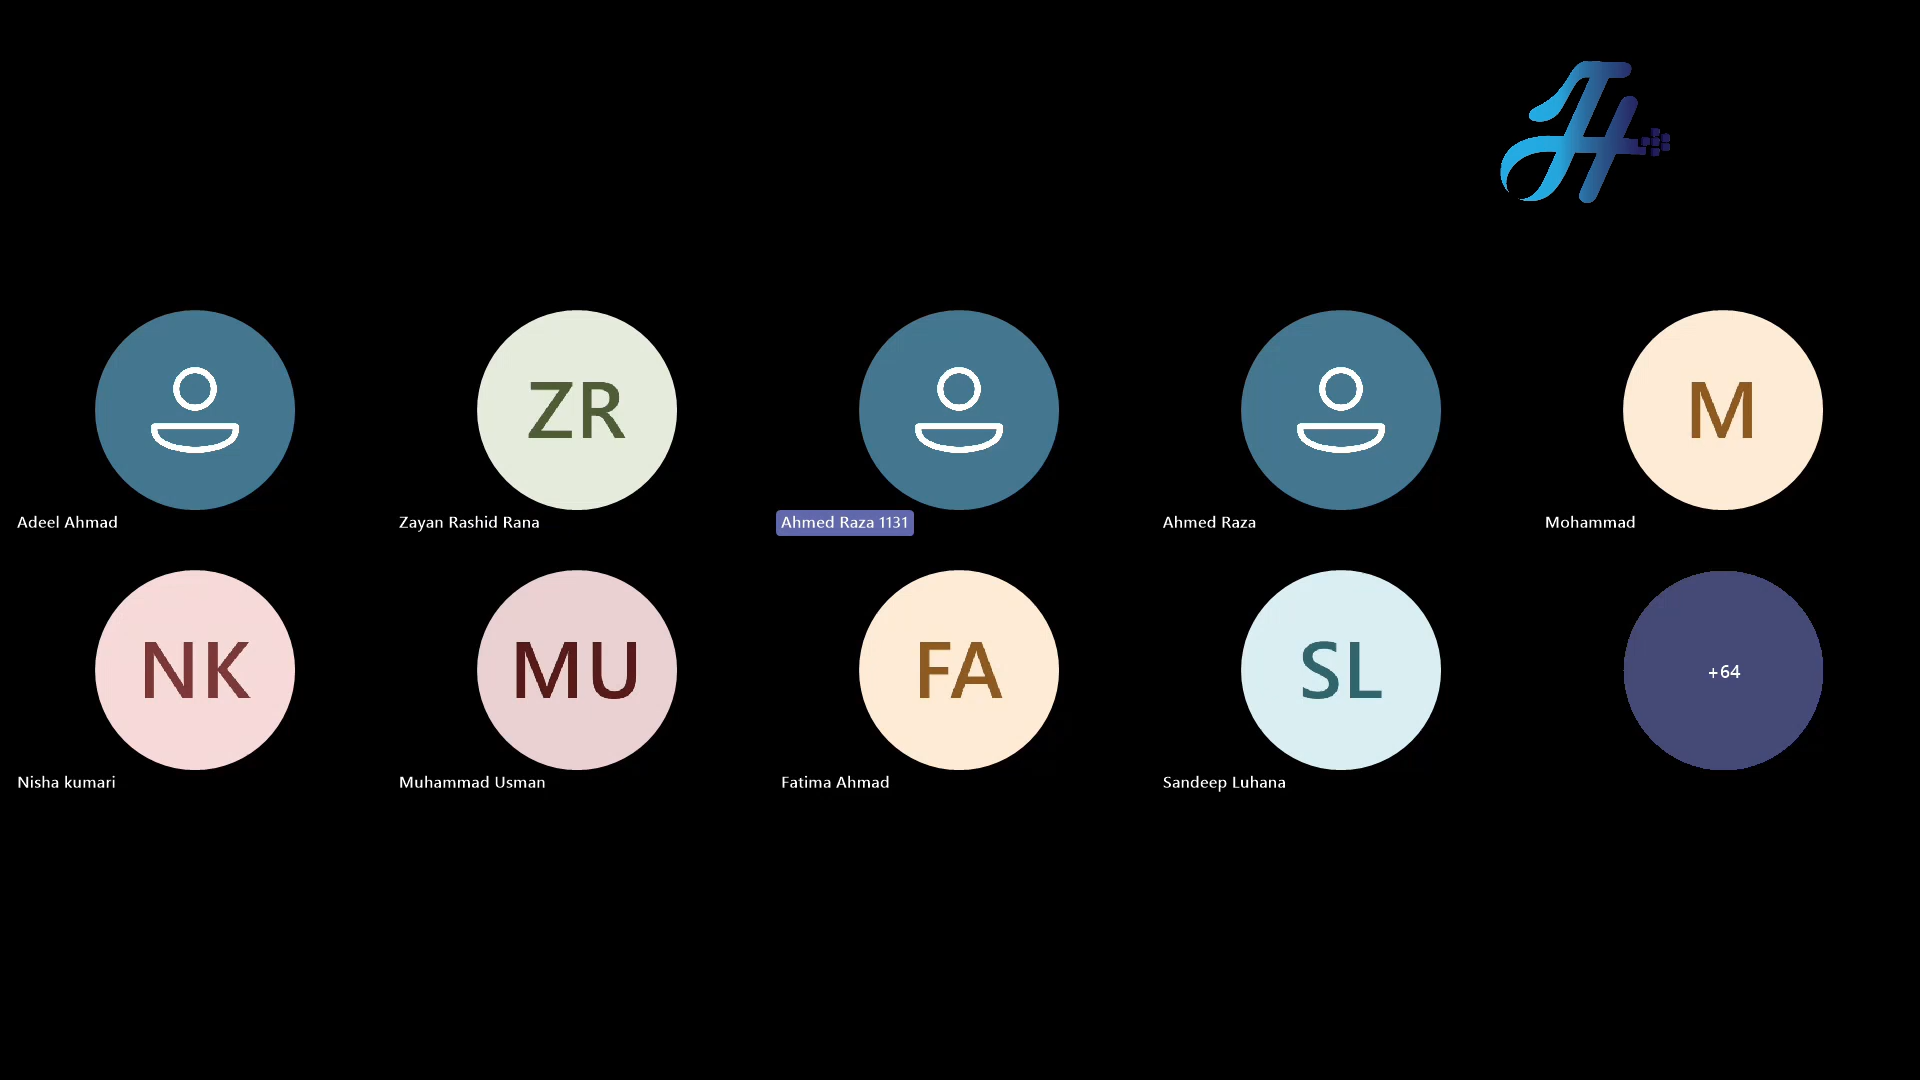 ZR
M
Adeel Ahmad
Zayan Rashid Rana
Ahmed Raza 1131
Ahmed Raza
Mohammad
NK
MU
FA
SL
+64
Nisha kumari
Muhammad Usman
Fatima Ahmad
Sandeep Luhana